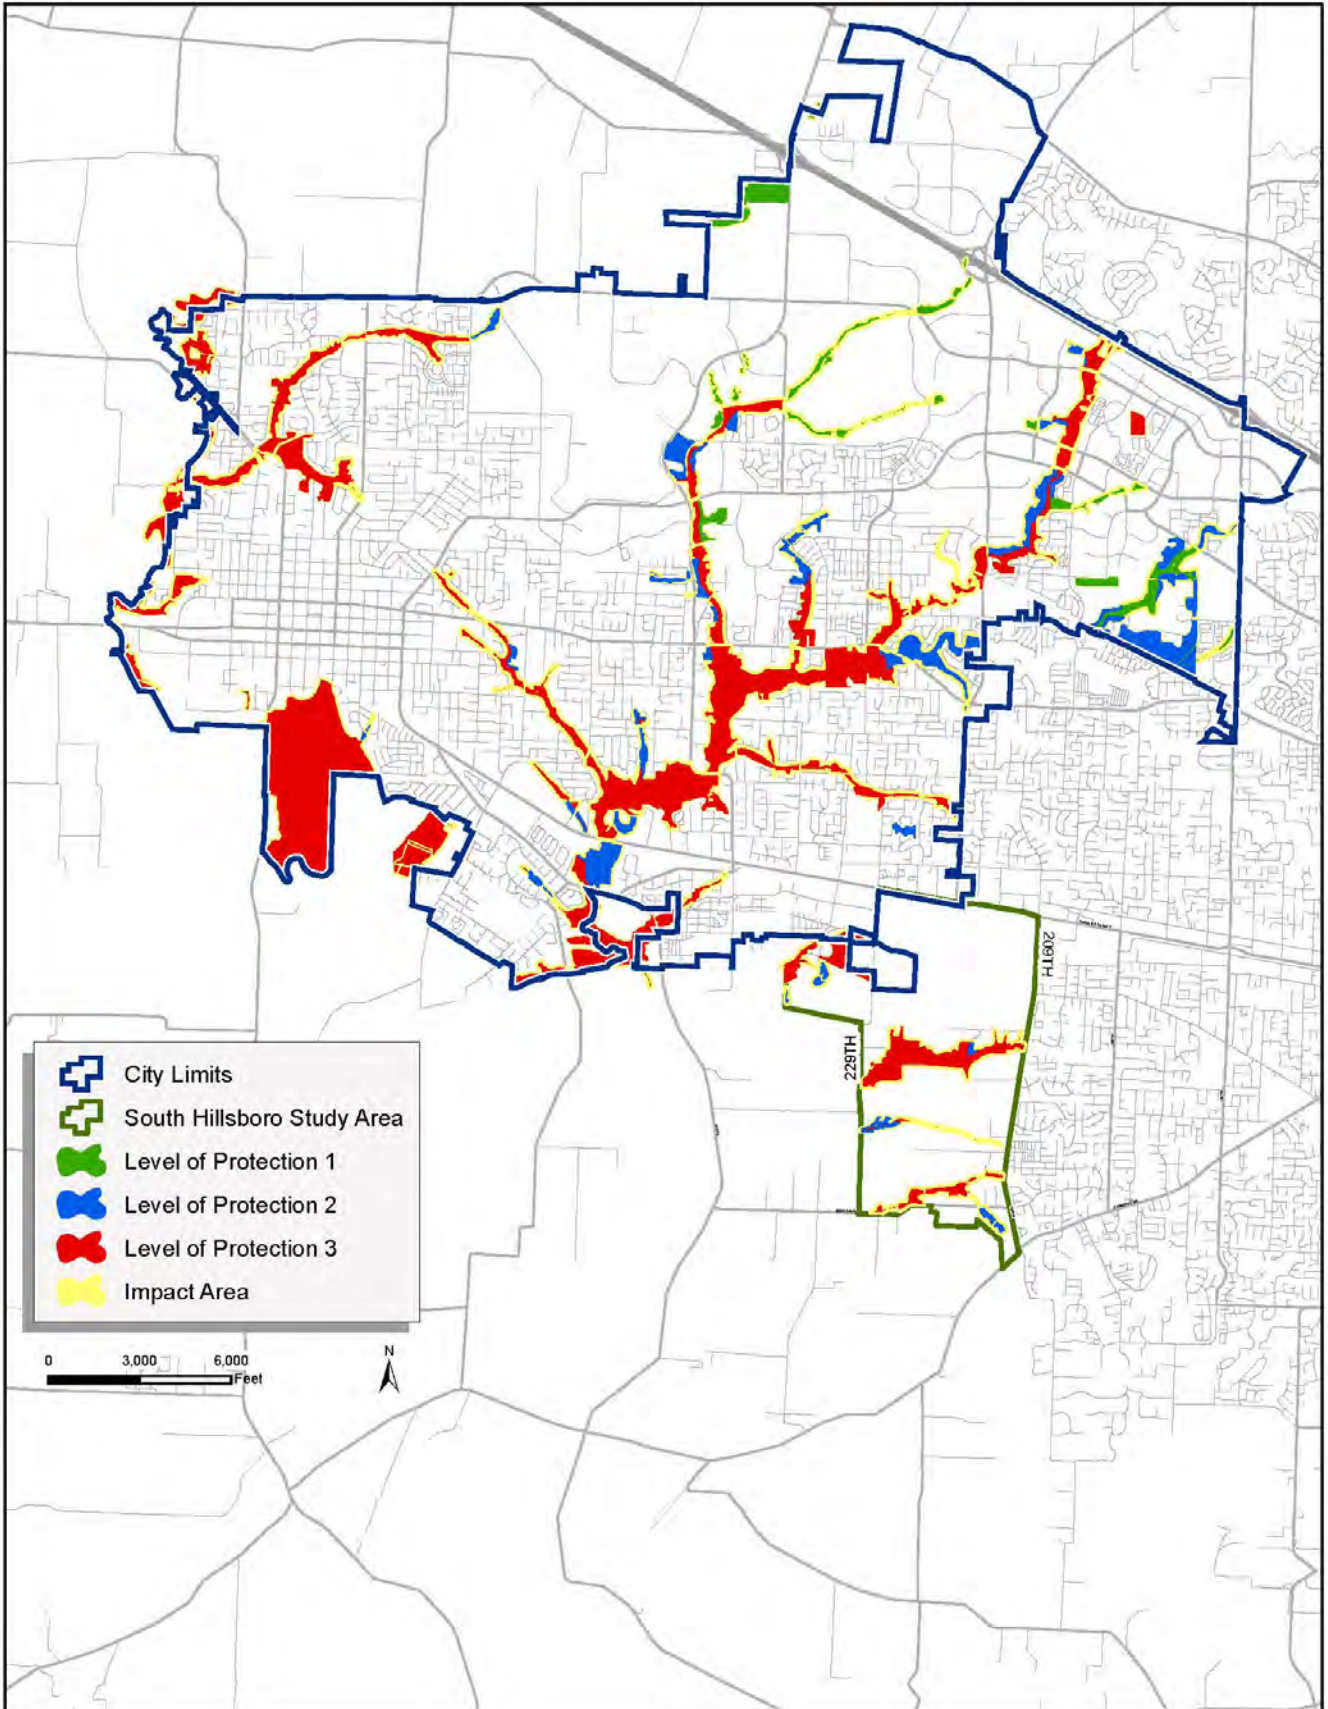 209TH
229TH
City Limits
South Hillsboro Study Area
Level of Protection 1
Level of Protection 2
Level of Protection 3
Impact Area
0 3,000 6,000
Feet
N